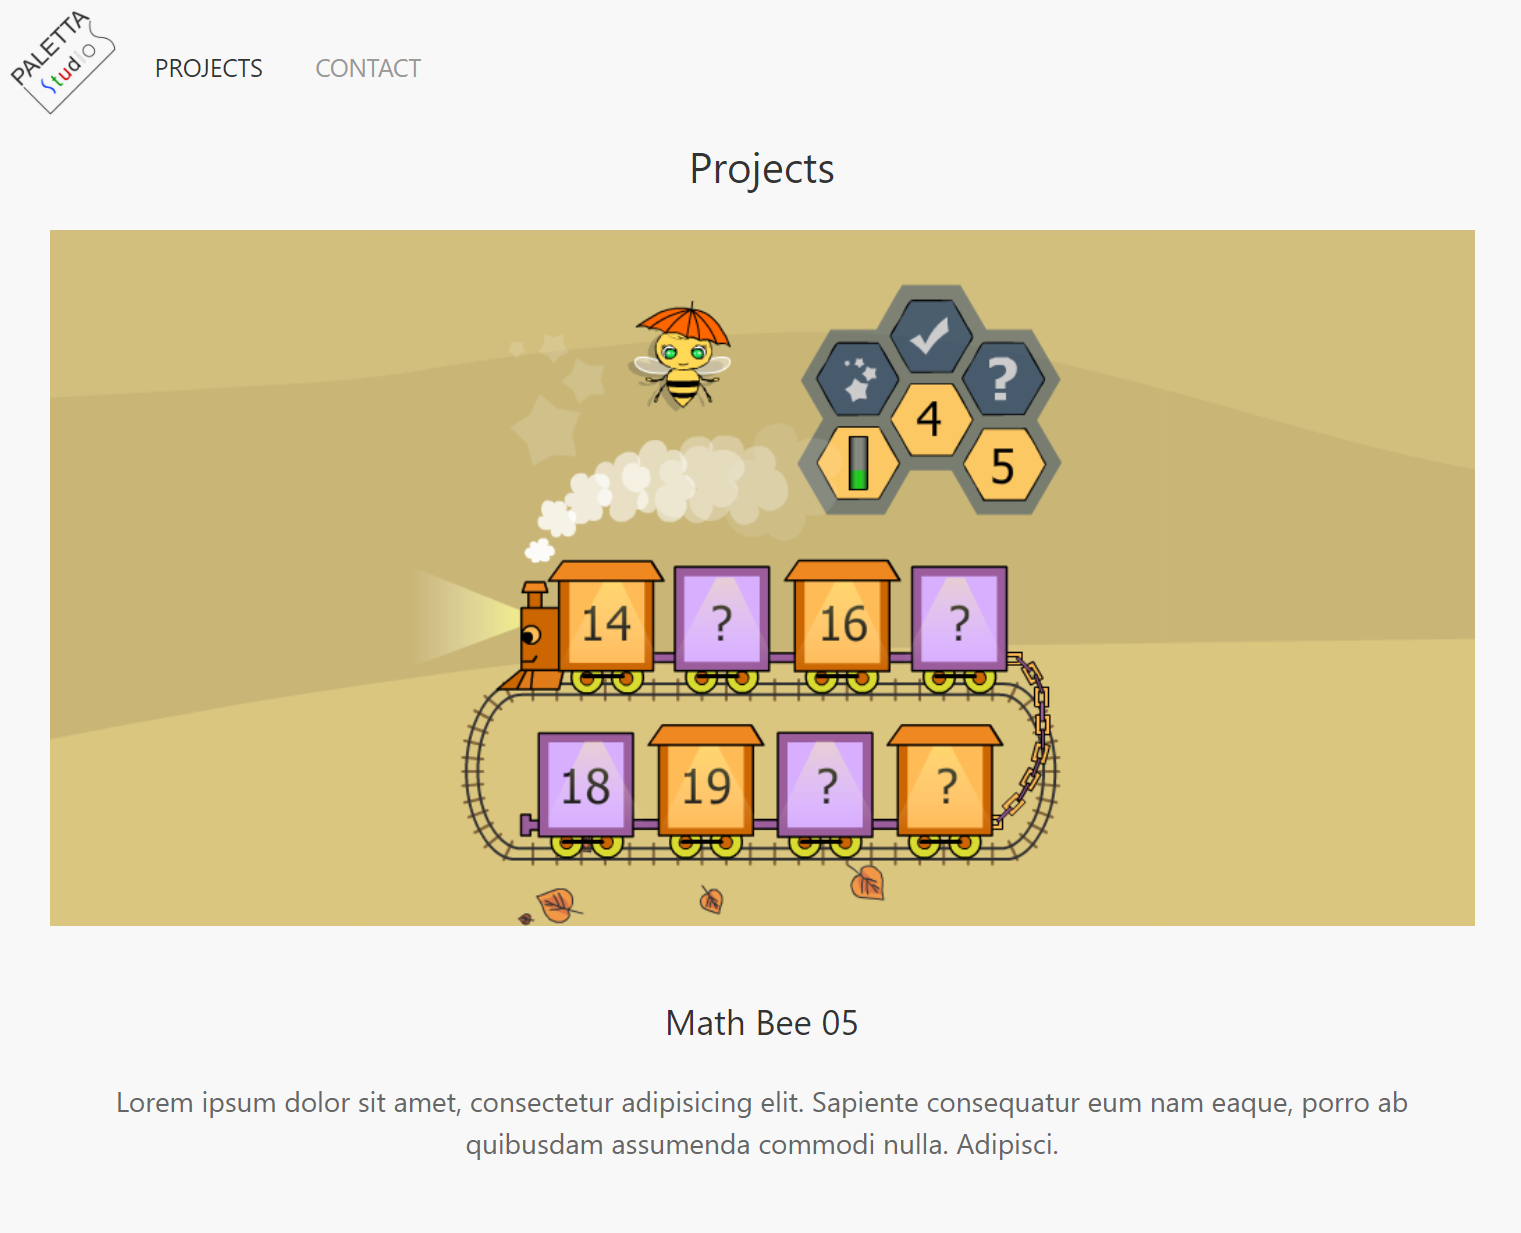 PALETTA
Studio
PROJECTS CONTACT
Projects
?
4
5
14 ? 16 ?
18 19 ? ?
Math Bee 05
Lorem ipsum dolor sit amet, consectetur adipisicing elit. Sapiente consequatur eum nam eaque, porro ab
quibusdam assumenda commodi nulla. Adipisci.